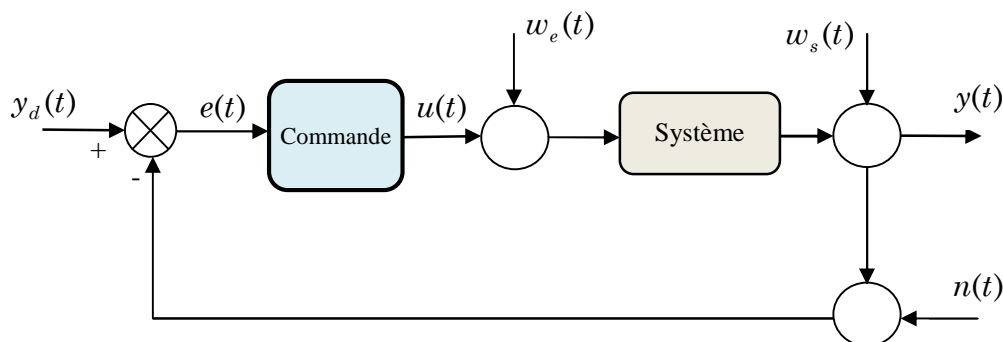 w_e(t)
w_s(t)
y_d(t)
e(t)
u(t)
y(t)
+
Commande
Système
-
n(t)